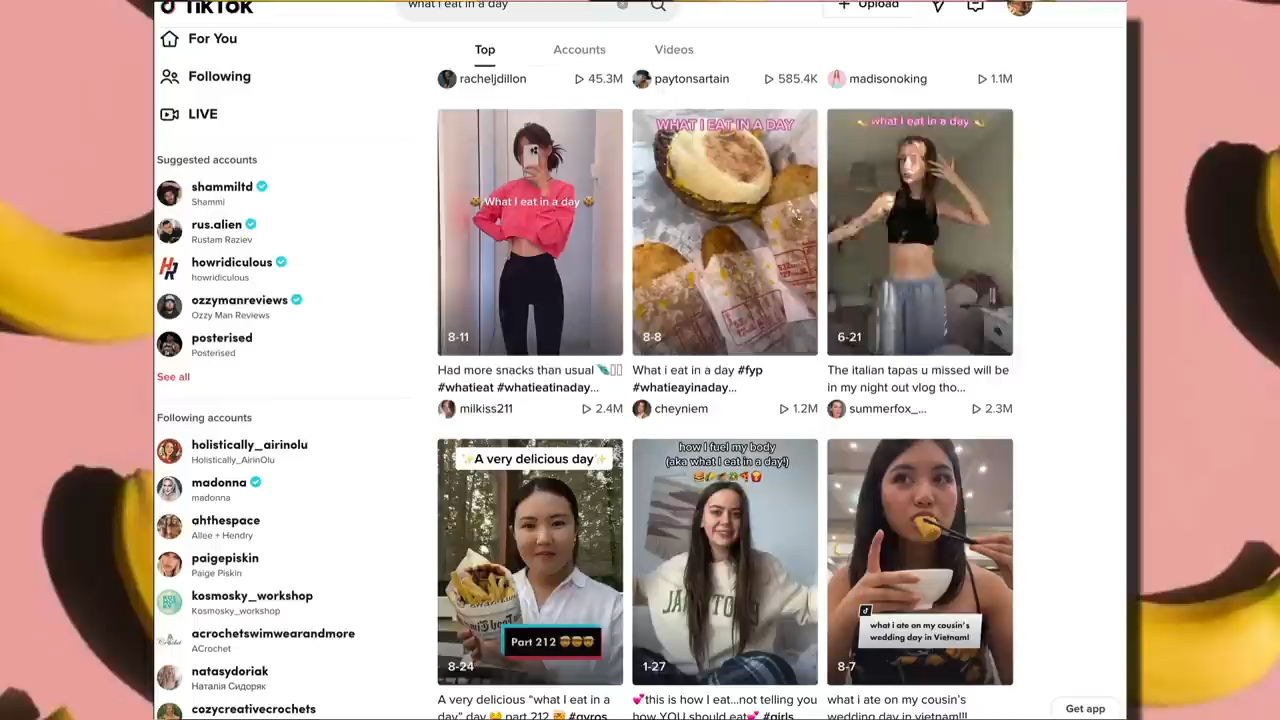 TikTok
what i eat in a day
Upload
For You
Following
LIVE
Top
Accounts
Videos
racheljdillon
45.3M
paytonsartain
585.4K
madisonoking
1.1M
Suggested accounts
shammiltd
Shammi
rus.alien
Rustam Raziev
howridiculous
howridiculous
ozzymanreviews
Ozzy Man Reviews
posterised
Posterised
See all
Following accounts
holistically_airinolu
Holistically_AirinOlu
madonna
madonna
ahthespace
Allee + Hendry
paigepiskin
Paige Piskin
kosmosky_workshop
Kosmosky_workshop
acrochetswimwearandmore
ACrochet
natasydoriak
Наталія Сидоряк
cozycreativecrochets
What I eat in a day
8-11
WHAT I EAT IN A DAY
8-8
what i eat in a day
6-21
Had more snacks than usual
#whatieat #whatieatinaday...
milkiss211
2.4M
What i eat in a day #fyp
#whatieayinaday...
cheyniem
1.2M
The italian tapas u missed will be
in my night out vlog tho...
summerfox_...
2.3M
A very delicious day
Part 212
8-24
how I fuel my body
(aka what I eat in a day!)
1-27
what i ate on my cousin's
wedding day in Vietnam!
8-7
A very delicious "what I eat in a
day" day part 212 #gyros
this is how I eat...not telling you
how YOU should eat #girls
what i ate on my cousin's
wedding day in vietnam!!!
Get app